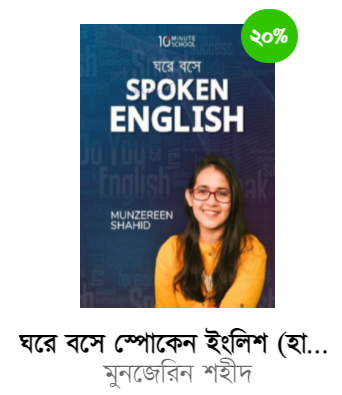 ২০%
10 MINUTE SCHOOL
ঘরে বসে
SPOKEN
ENGLISH
MUNZEREEN
SHAHID
ঘরে বসে স্পোকেন ইংলিশ (হা...
মুনজেরিন শহীদ